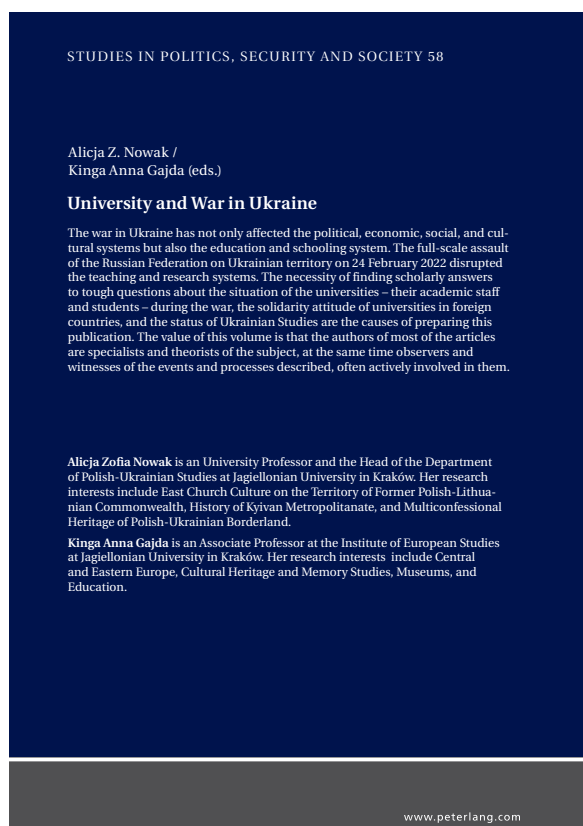 STUDIES IN POLITICS, SECURITY AND SOCIETY 58
Alicja Z. Nowak /
Kinga Anna Gajda (eds.)
University and War in Ukraine
The war in Ukraine has not only affected the political, economic, social, and cul-
tural systems but also the education and schooling system. The full-scale assault
of the Russian Federation on Ukrainian territory on 24 February 2022 disrupted
the teaching and research systems. The necessity of finding scholarly answers
to tough questions about the situation of the universities – their academic staff
and students – during the war, the solidarity attitude of universities in foreign
countries, and the status of Ukrainian Studies are the causes of preparing this
publication. The value of this volume is that the authors of most of the articles
are specialists and theorists of the subject, at the same time observers and
witnesses of the events and processes described, often actively involved in them.
Alicja Zofia Nowak is an University Professor and the Head of the Department
of Polish-Ukrainian Studies at Jagiellonian University in Kraków. Her research
interests include East Church Culture on the Territory of Former Polish-Lithua-
nian Commonwealth, History of Kyivan Metropolitanate, and Multiconfessional
Heritage of Polish-Ukrainian Borderland.
Kinga Anna Gajda is an Associate Professor at the Institute of European Studies
at Jagiellonian University in Kraków. Her research interests include Central
and Eastern Europe, Cultural Heritage and Memory Studies, Museums, and
Education.
www.peterlang.com